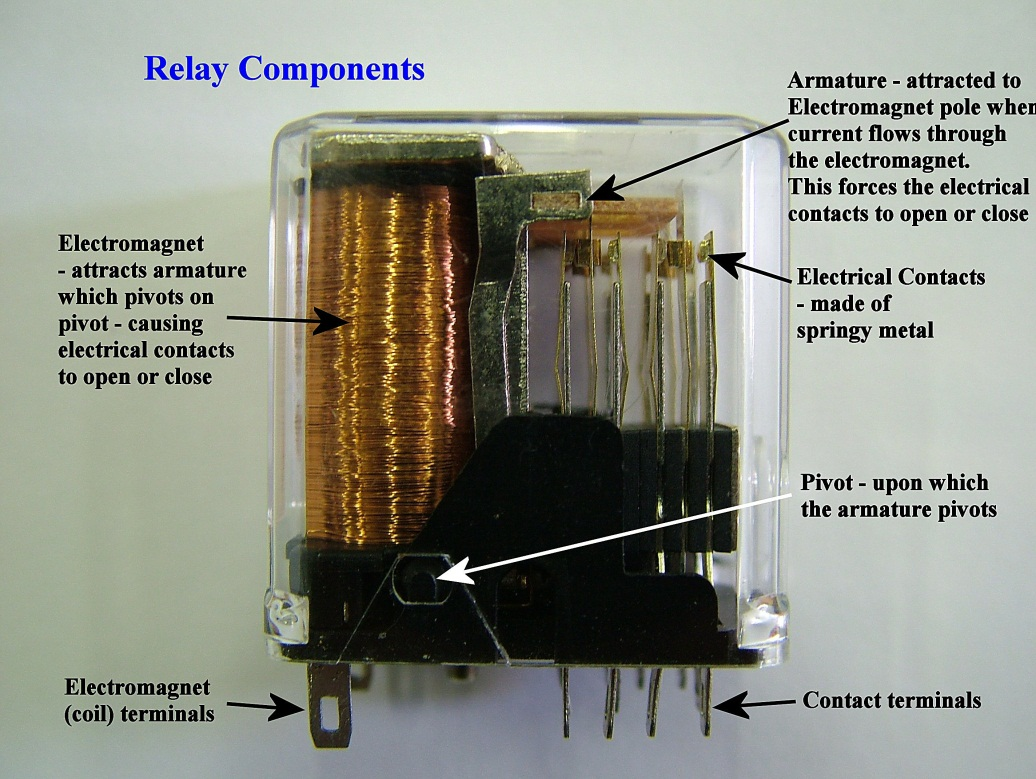 Relay Components
Armature - attracted to
Electromagnet pole when
current flows through
the electromagnet.
This forces the electrical
contacts to open or close
Electromagnet
- attracts armature
which pivots on
pivot - causing
electrical contacts
to open or close
Electrical Contacts
- made of
springy metal
Pivot - upon which
the armature pivots
Electromagnet
(coil) terminals
Contact terminals